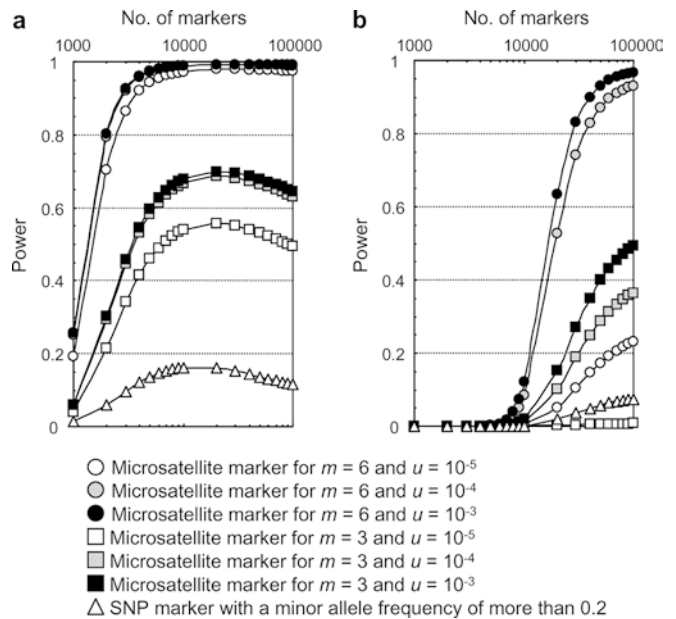 a No. of markers b No. of markers
1000 10000 100000 1000 10000 100000
1 1
0.8 0.8
0.6 0.6
Power Power
0.4 0.4
0.2 0.2
0 0
Microsatellite marker for m = 6 and u = 10⁻⁵
Microsatellite marker for m = 6 and u = 10⁻⁴
Microsatellite marker for m = 6 and u = 10⁻³
Microsatellite marker for m = 3 and u = 10⁻⁵
Microsatellite marker for m = 3 and u = 10⁻⁴
Microsatellite marker for m = 3 and u = 10⁻³
SNP marker with a minor allele frequency of more than 0.2